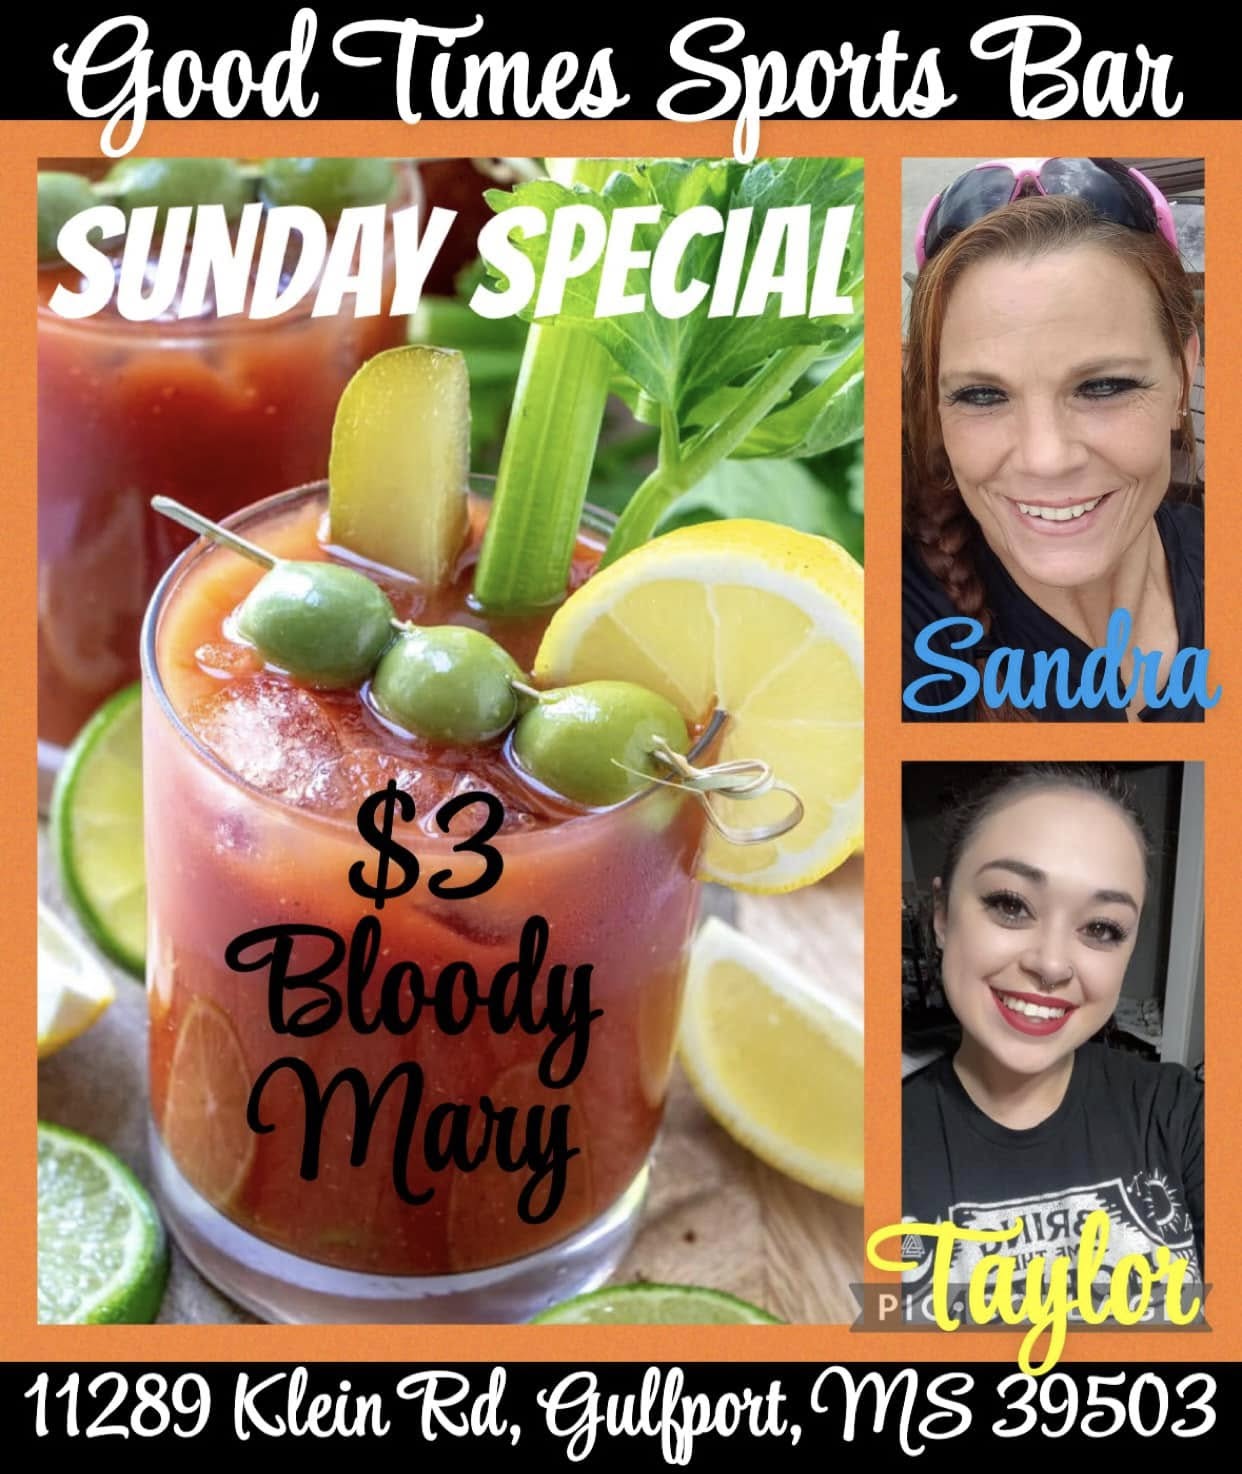 Good Times Sports Bar
SUNDAY SPECIAL
$3
Bloody
Mary
Sandra
Taylor
11289 Klein Rd, Gulfport, MS 39503